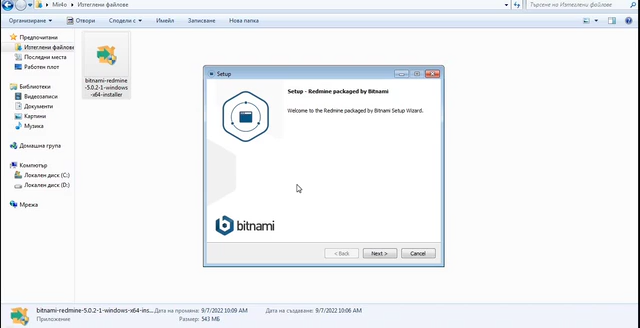 Mi4o ▸ Изтеглени файлове
Търсене на Изтеглени файлове
Организиране
Отвори
Сподели с
Имейл
Записване
Нова папка
Предпочитани
Изтеглени файлове
Последни места
Работен плот
Библиотеки
Видеозаписи
Документи
Картини
Музика
Домашна група
Компютър
Локален диск (C:)
Локален диск (D:)
Мрежа
bitnami-redmine
-5.0.2-1-windows
-x64-installer
Setup
Setup - Redmine packaged by Bitnami
Welcome to the Redmine packaged by Bitnami Setup Wizard.
bitnami
< Back
Next >
Cancel
bitnami-redmine-5.0.2-1-windows-x64-inst...
Дата на промяна: 9/7/2022 10:09 AM
Дата на създаване: 9/7/2022 10:06 AM
Приложение
Размер: 543 МБ